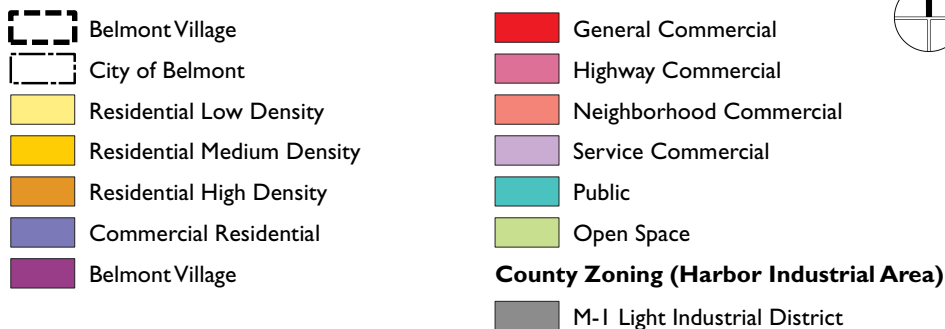 Belmont Village
City of Belmont
Residential Low Density
Residential Medium Density
Residential High Density
Commercial Residential
Belmont Village
General Commercial
Highway Commercial
Neighborhood Commercial
Service Commercial
Public
Open Space
County Zoning (Harbor Industrial Area)
M-1 Light Industrial District